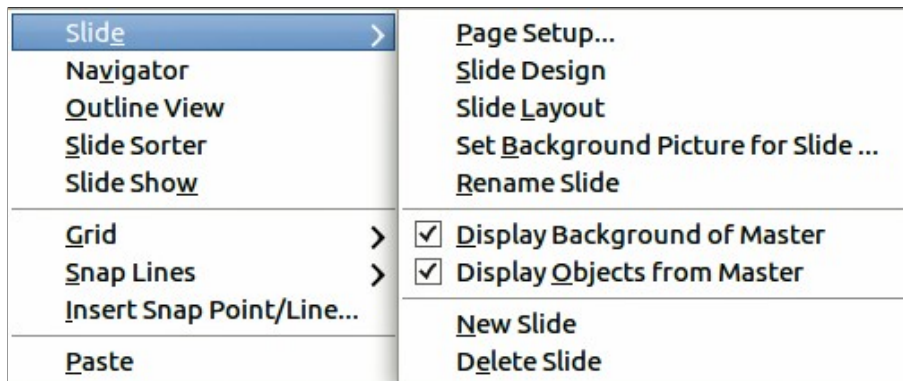 Slide
Navigator
Outline View
Slide Sorter
Slide Show
Grid
Snap Lines
Insert Snap Point/Line...
Paste
Page Setup...
Slide Design
Slide Layout
Set Background Picture for Slide ...
Rename Slide
Display Background of Master
Display Objects from Master
New Slide
Delete Slide